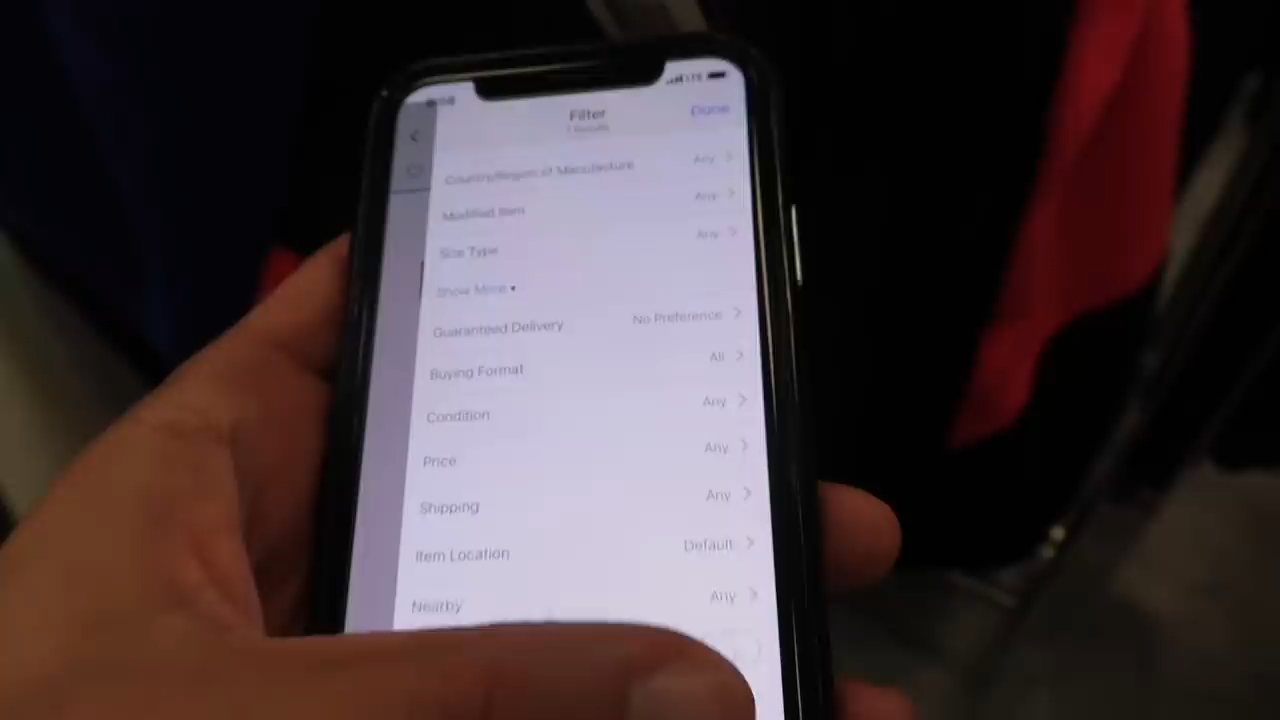 LTE
Filter
Done
Country/Region of Manufacture Any
Modified Item Any
Size Type Any
Show More
Guaranteed Delivery No Preference
Buying Format All
Condition Any
Price Any
Shipping Any
Item Location Default
Nearby Any